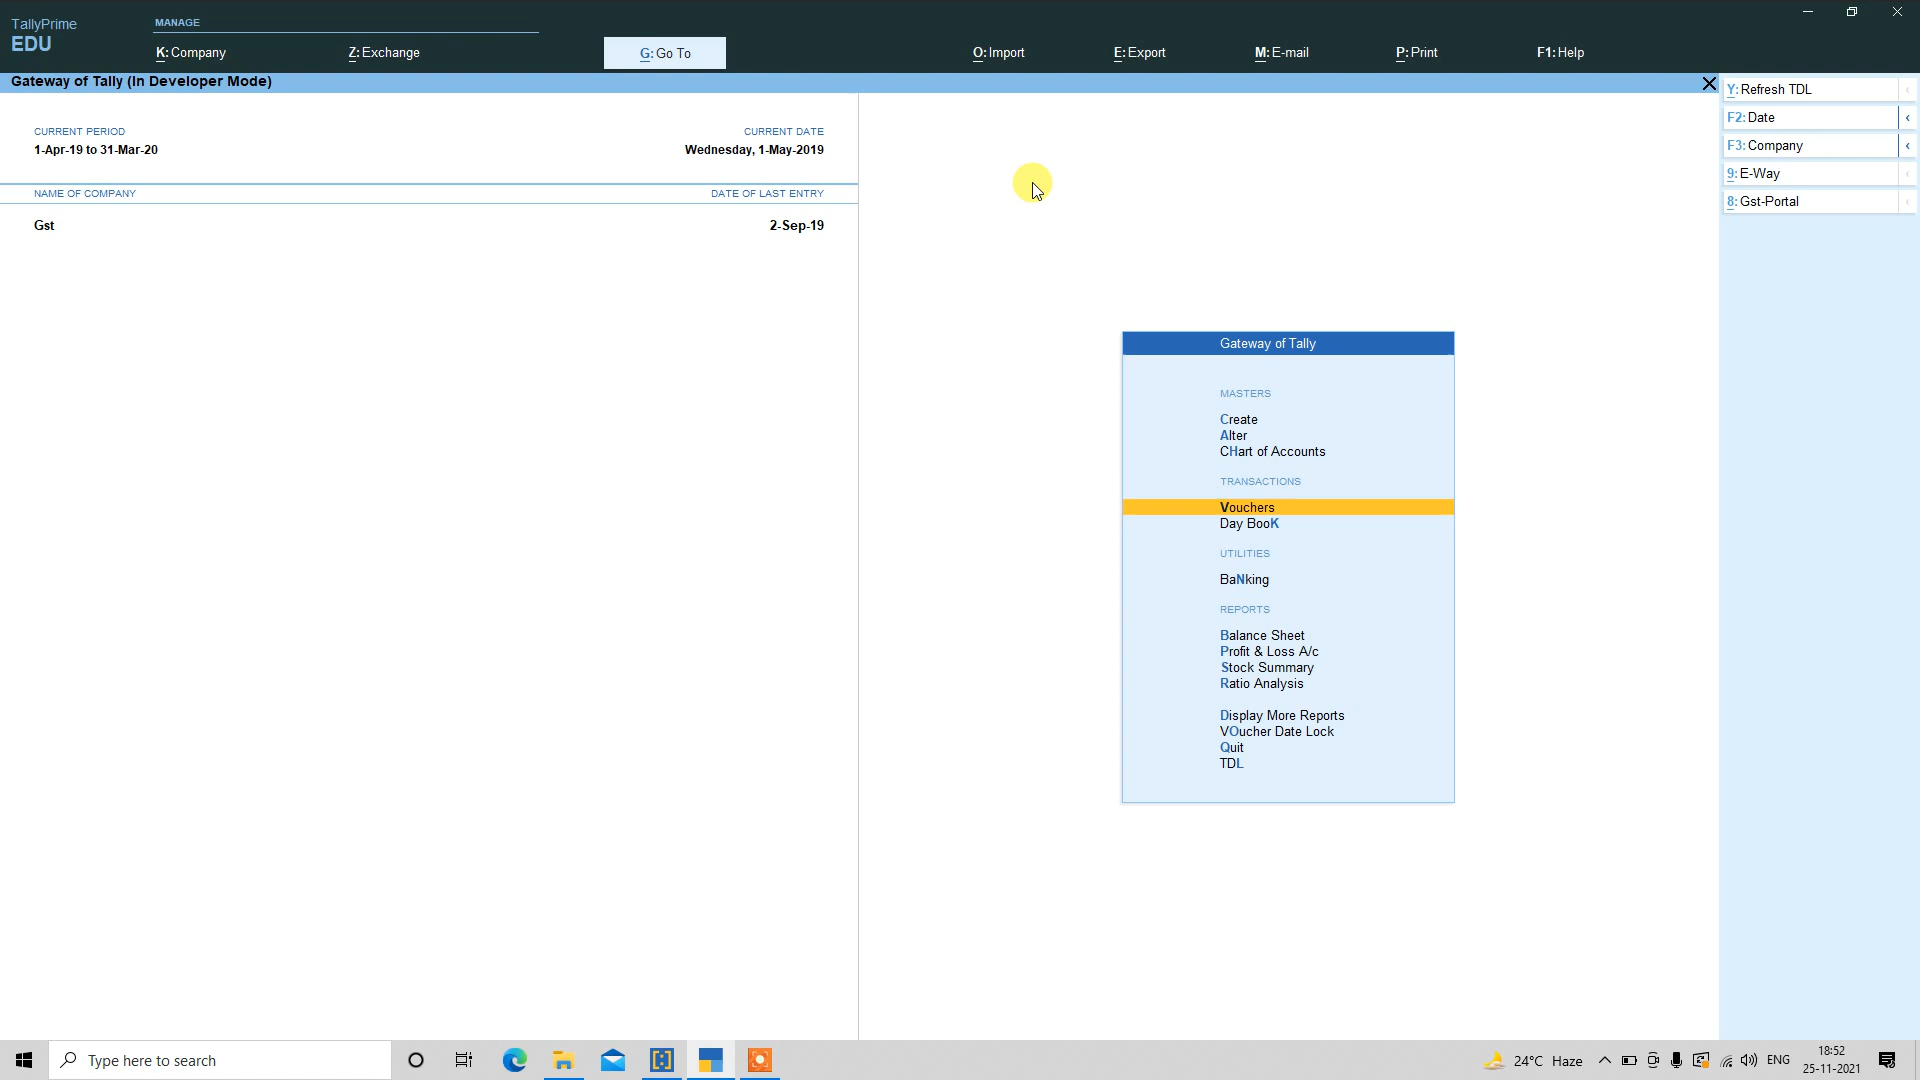 TallyPrime
EDU
MANAGE
K: Company
Z: Exchange
G: Go To
O: Import
E: Export
M: E-mail
P: Print
F1: Help
Gateway of Tally (In Developer Mode)
CURRENT PERIOD
CURRENT DATE
1-Apr-19 to 31-Mar-20
Wednesday, 1-May-2019
NAME OF COMPANY
DATE OF LAST ENTRY
Gst
2-Sep-19
Gateway of Tally
MASTERS
Create
Alter
CHart of Accounts
TRANSACTIONS
Vouchers
Day BooK
UTILITIES
BaNking
REPORTS
Balance Sheet
Profit & Loss A/c
Stock Summary
Ratio Analysis
Display More Reports
VOucher Date Lock
Quit
TDL
Y: Refresh TDL
F2: Date
F3: Company
9: E-Way
8: Gst-Portal
Type here to search
24°C Haze
ENG
18:52
25-11-2021